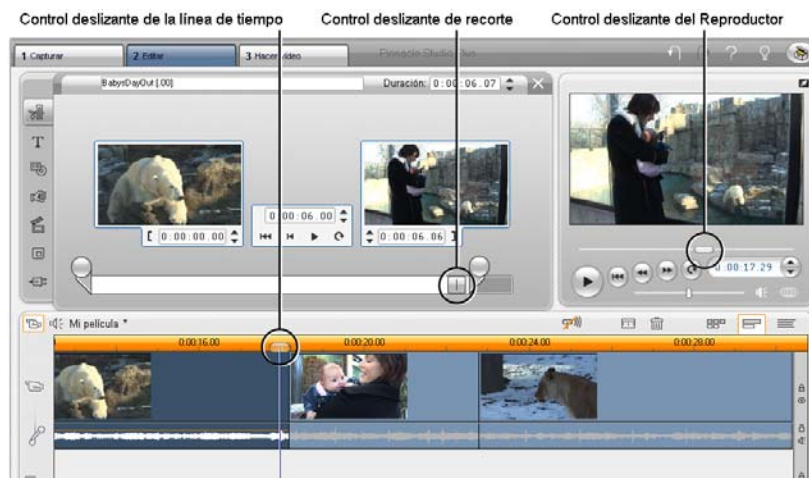 Control deslizante de la línea de tiempo Control deslizante de recorte Control deslizante del Reproductor
1 Capturar 2 Editar 3 Hacer vídeo Pinnacle Studio Plus
BabysDayOut [.00] Duración: 0:00:06.07
T
0:00:06.00
[ 0:00:00.00 0:00:06.06 ]
0:00:17.29
Mi película *
0:00:16.00 0:00:20.00 0:00:24.00 0:00:28.00